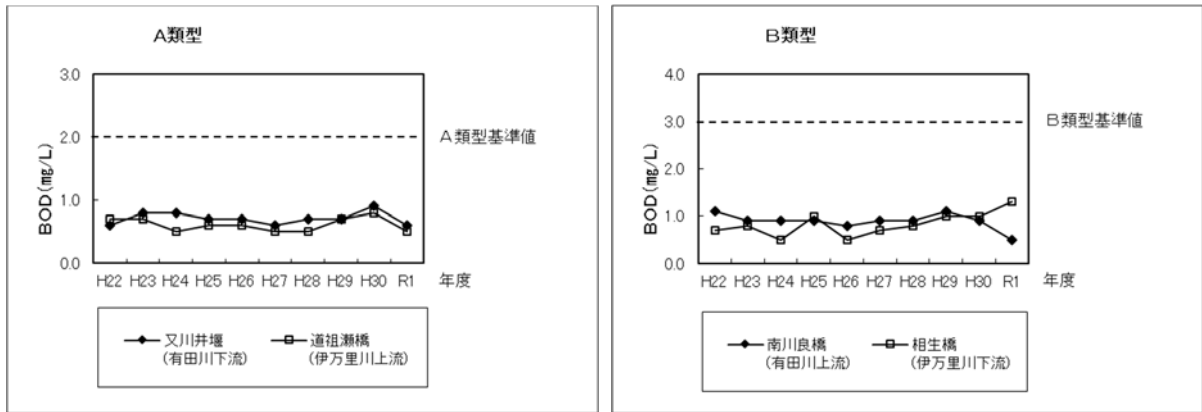 A類型
3.0
2.0
1.0
0.0
BOD(㎎/L)
A類型基準値
H22 H23 H24 H25 H26 H27 H28 H29 H30 R1
年度
又川井堰
(有田川下流)
道祖瀬橋
(伊万里川上流)
B類型
4.0
3.0
2.0
1.0
0.0
BOD(㎎/L)
B類型基準値
H22 H23 H24 H25 H26 H27 H28 H29 H30 R1
年度
南川良橋
(有田川上流)
相生橋
(伊万里川下流)